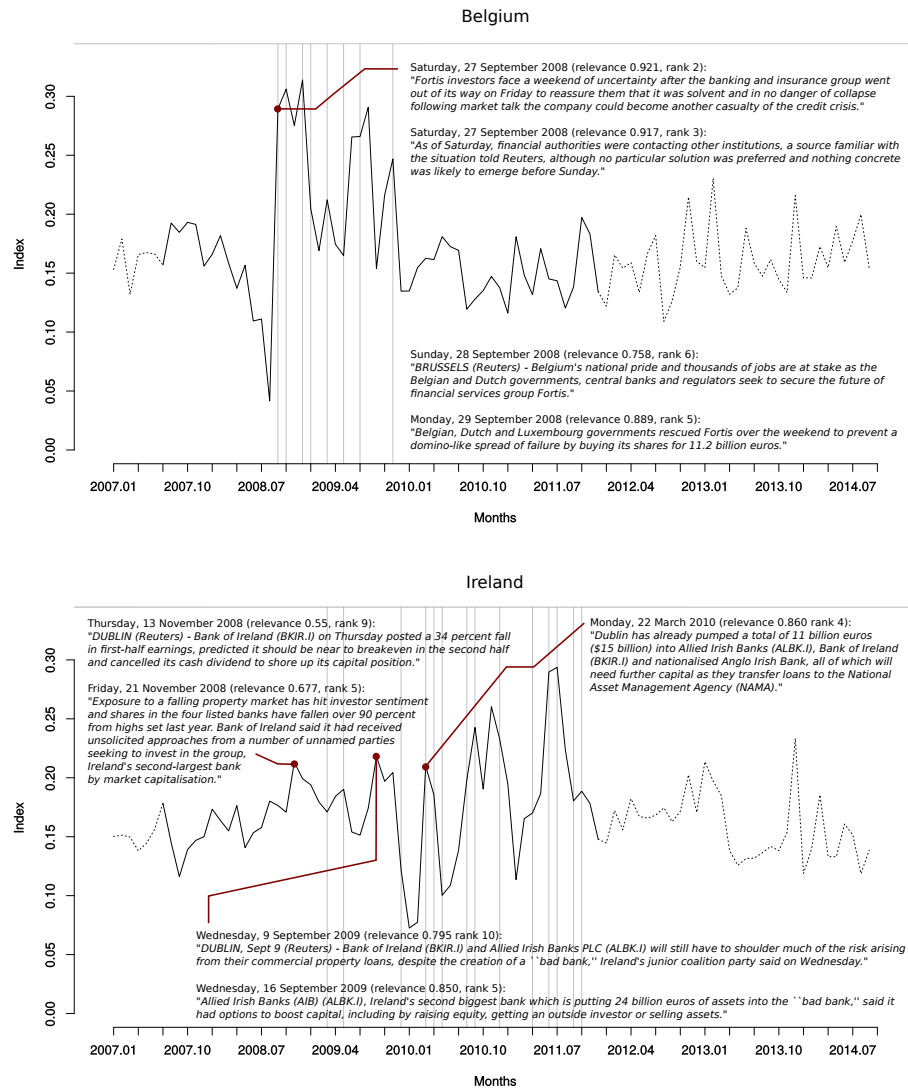 Belgium
Saturday, 27 September 2008 (relevance 0.921, rank 2):
"Fortis investors face a weekend of uncertainty after the banking and insurance group went
out of its way on Friday to reassure them that it was solvent and in no danger of collapse
following market talk the company could become another casualty of the credit crisis."
Saturday, 27 September 2008 (relevance 0.917, rank 3):
"As of Saturday, financial authorities were contacting other institutions, a source familiar with
the situation told Reuters, although no particular solution was preferred and nothing concrete
was likely to emerge before Sunday."
Sunday, 28 September 2008 (relevance 0.758, rank 6):
"BRUSSELS (Reuters) - Belgium's national pride and thousands of jobs are at stake as the
Belgian and Dutch governments, central banks and regulators seek to secure the future of
financial services group Fortis."
Monday, 29 September 2008 (relevance 0.889, rank 5):
"Belgian, Dutch and Luxembourg governments rescued Fortis over the weekend to prevent a
domino-like spread of failure by buying its shares for 11.2 billion euros."
Index
0.30
0.20
0.15
0.10
0.05
0.00
2007.01 2007.10 2008.07 2009.04 2010.01 2010.10 2011.07 2012.04 2013.01 2013.10 2014.07
Months
Ireland
Thursday, 13 November 2008 (relevance 0.55, rank 9):
"DUBLIN (Reuters) - Bank of Ireland (BKIR.I) on Thursday posted a 34 percent fall
in first-half earnings, predicted it should be near to breakeven in the second half
and cancelled its cash dividend to shore up its capital position."
Friday, 21 November 2008 (relevance 0.677, rank 5):
"Exposure to a falling property market has hit investor sentiment
and shares in the four listed banks have fallen over 90 percent
from highs set last year. Bank of Ireland said it had received
unsolicited approaches from a number of unnamed parties
seeking to invest in the group,
Ireland's second-largest bank
by market capitalisation."
Monday, 22 March 2010 (relevance 0.860 rank 4):
"Dublin has already pumped a total of 11 billion euros
($15 billion) into Allied Irish Banks (ALBK.I), Bank of Ireland
(BKIR.I) and nationalised Anglo Irish Bank, all of which will
need further capital as they transfer loans to the National
Asset Management Agency (NAMA)."
Wednesday, 9 September 2009 (relevance 0.795 rank 10):
"DUBLIN, Sept 9 (Reuters) - Bank of Ireland (BKIR.I) and Allied Irish Banks PLC (ALBK.I) will still have to shoulder much of the risk arising
from their commercial property loans, despite the creation of a ``bad bank,'' Ireland's junior coalition party said on Wednesday."
Wednesday, 16 September 2009 (relevance 0.850, rank 5):
"Allied Irish Banks (AIB) (ALBK.I), Ireland's second biggest bank which is putting 24 billion euros of assets into the ``bad bank,'' said it
had options to boost capital, including by raising equity, getting an outside investor or selling assets."
Index
0.30
0.20
0.15
0.10
0.05
0.00
2007.01 2007.10 2008.07 2009.04 2010.01 2010.10 2011.07 2012.04 2013.01 2013.10 2014.07
Months